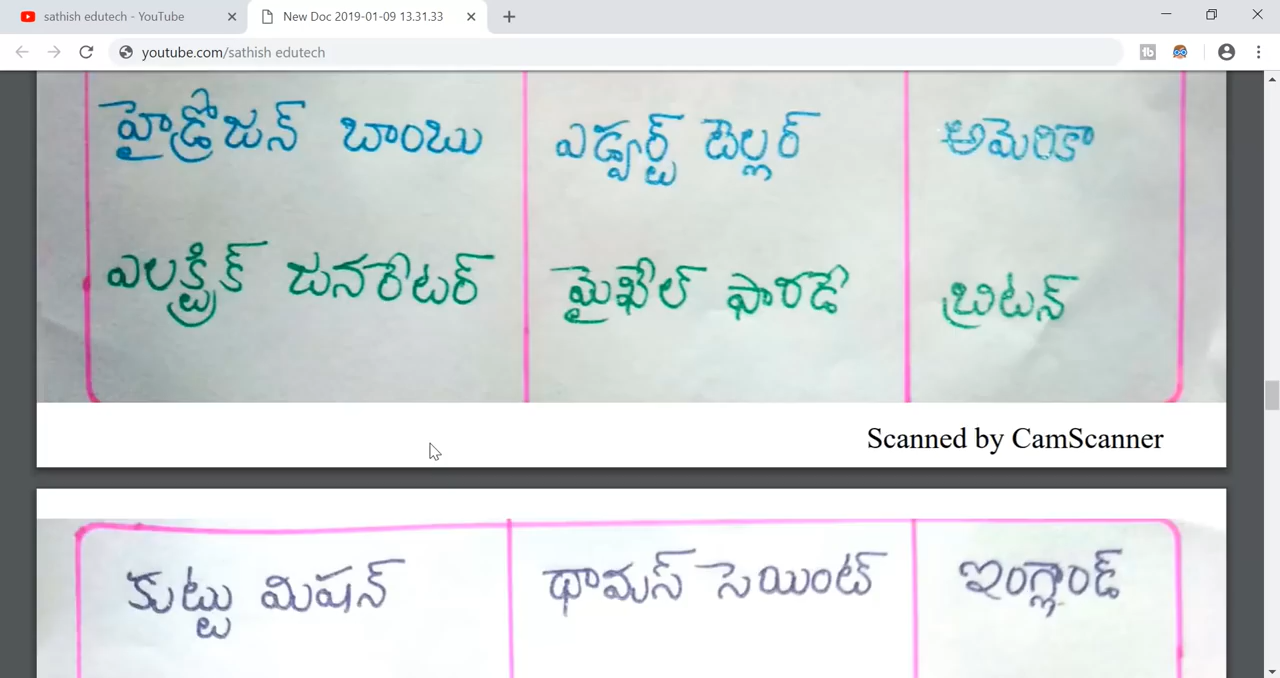 sathish edutech - YouTube
New Doc 2019-01-09 13.31.33
youtube.com/sathish edutech
హైడ్రోజన్ బాంబు ఎడ్వర్ట్ టెల్లర్ అమెరికా
ఎలక్ట్రిక్ జనరేటర్ మైఖేల్ ఫారడే బ్రిటన్
Scanned by CamScanner
కుట్టు మిషన్ థామస్ సెయింట్ ఇంగ్లాండ్